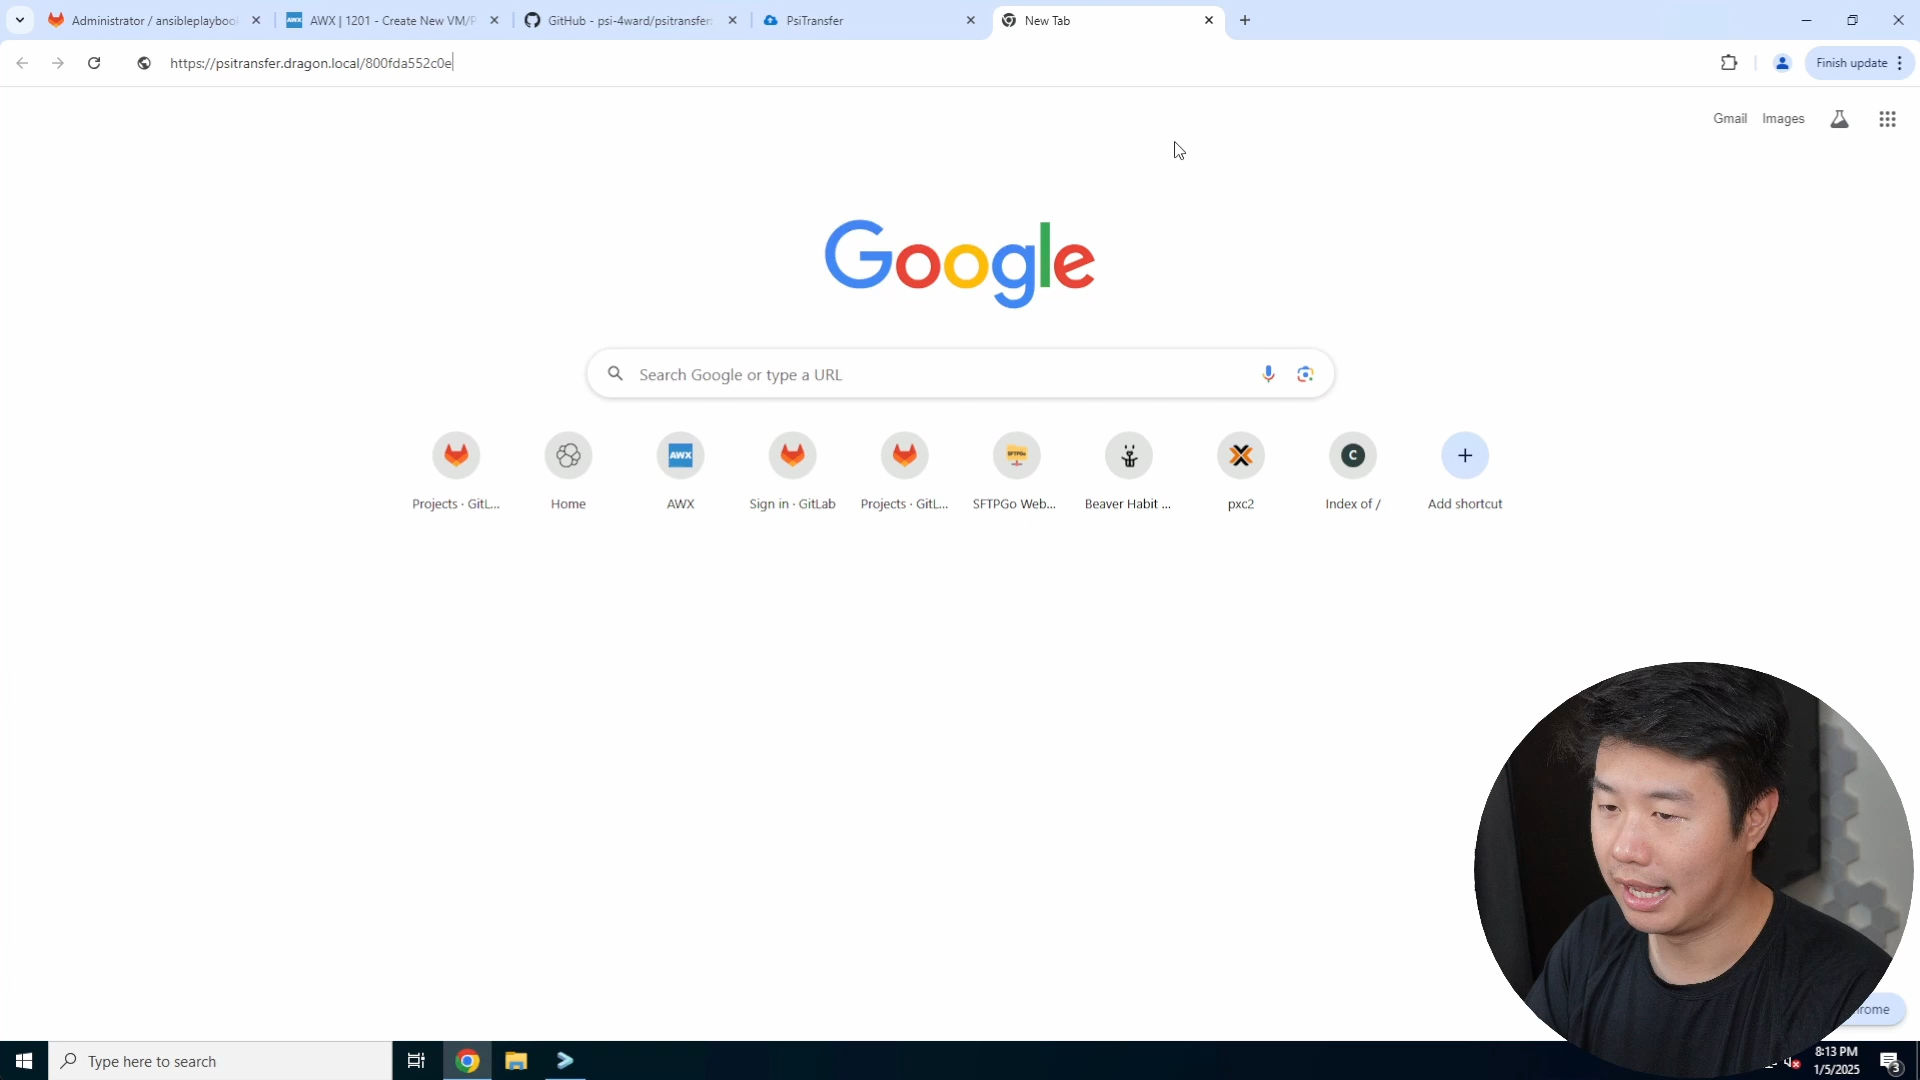 Administrator / ansibleplayboo
AWX | 1201 - Create New VM/P
GitHub - psi-4ward/psitransfer:
PsiTransfer
New Tab
https://psitransfer.dragon.local/800fda552c0e
Finish update
Gmail Images
Google
Search Google or type a URL
AWX
SFTPGo
C
Projects · GitL...
Home
AWX
Sign in · GitLab
Projects · GitL...
SFTPGo Web...
Beaver Habit ...
pxc2
Index of /
Add shortcut
Type here to search
8:13 PM
1/5/2025
3